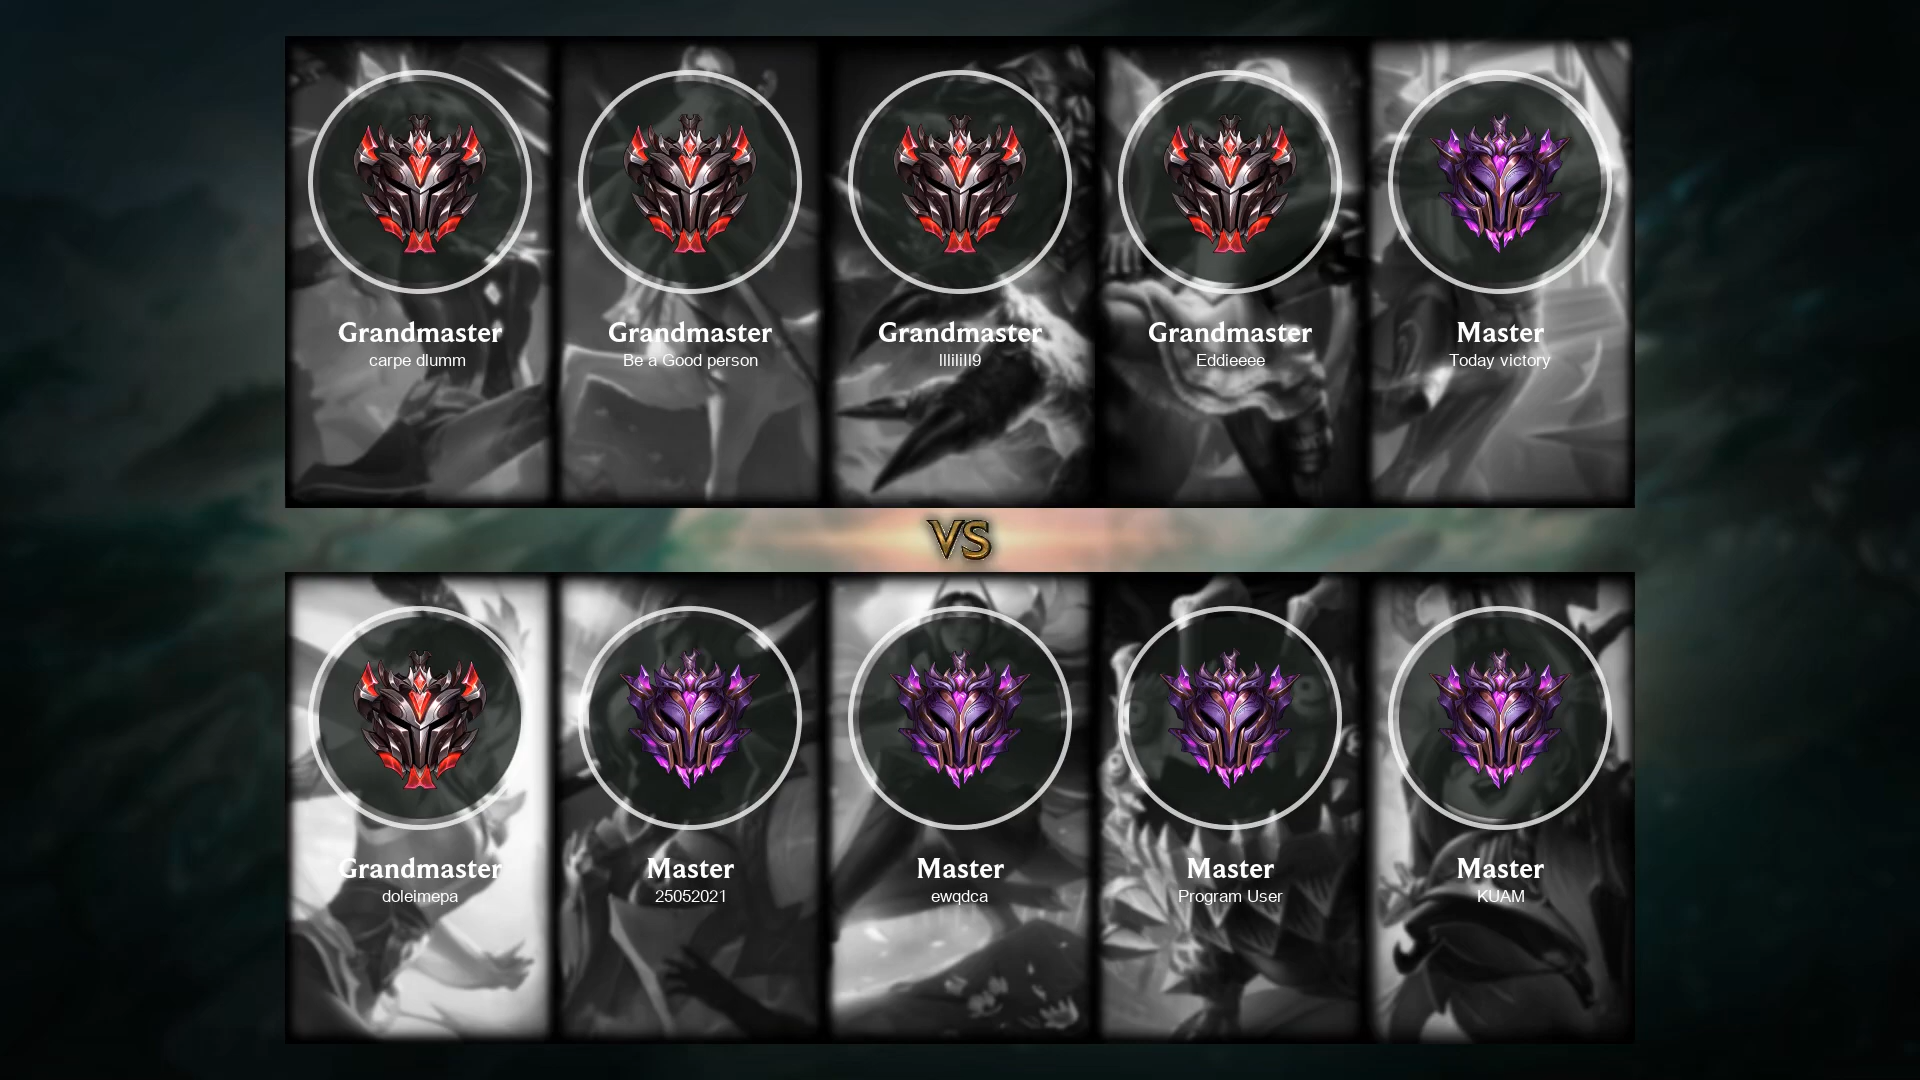 Grandmaster
carpe dlumm
Grandmaster
Be a Good person
Grandmaster
Grandmaster
Eddieeee
Master
Today victory
VS
Grandmaster
doleimepa
Master
25052021
Master
ewqdca
Master
Program User
Master
KUAM